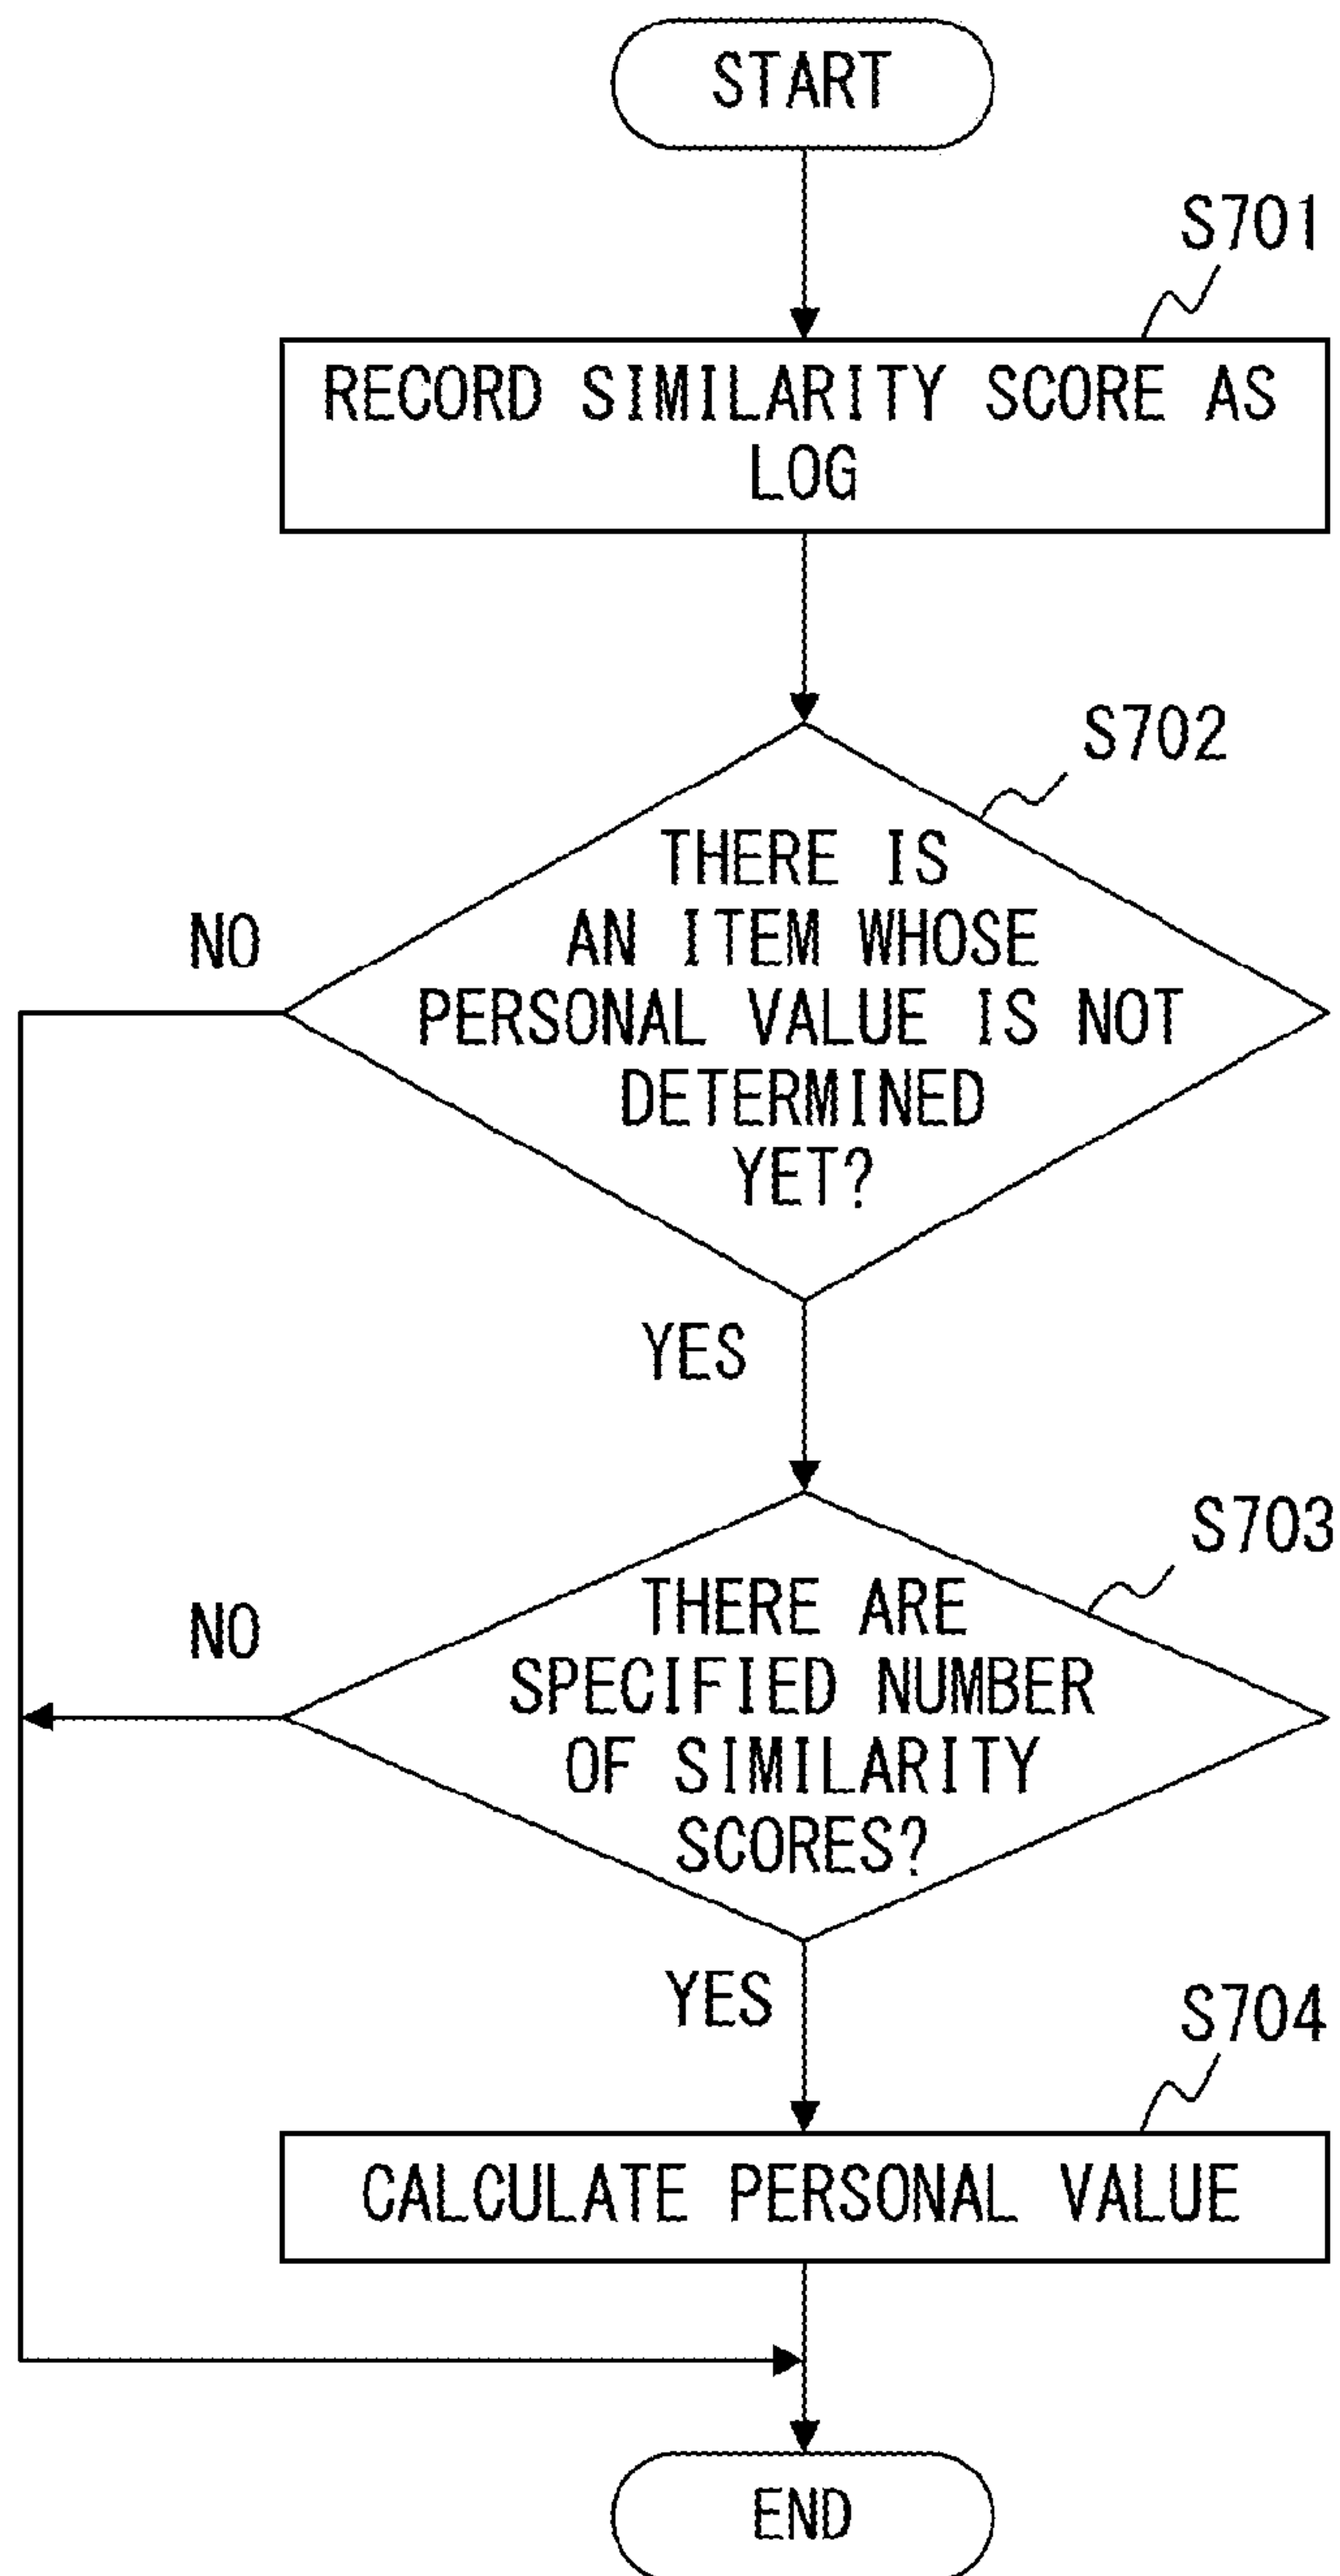 START
S701
RECORD SIMILARITY SCORE AS
LOG
S702
THERE IS
AN ITEM WHOSE
PERSONAL VALUE IS NOT
DETERMINED
YET?
NO
YES
S703
THERE ARE
SPECIFIED NUMBER
OF SIMILARITY
SCORES?
NO
YES
S704
CALCULATE PERSONAL VALUE
END